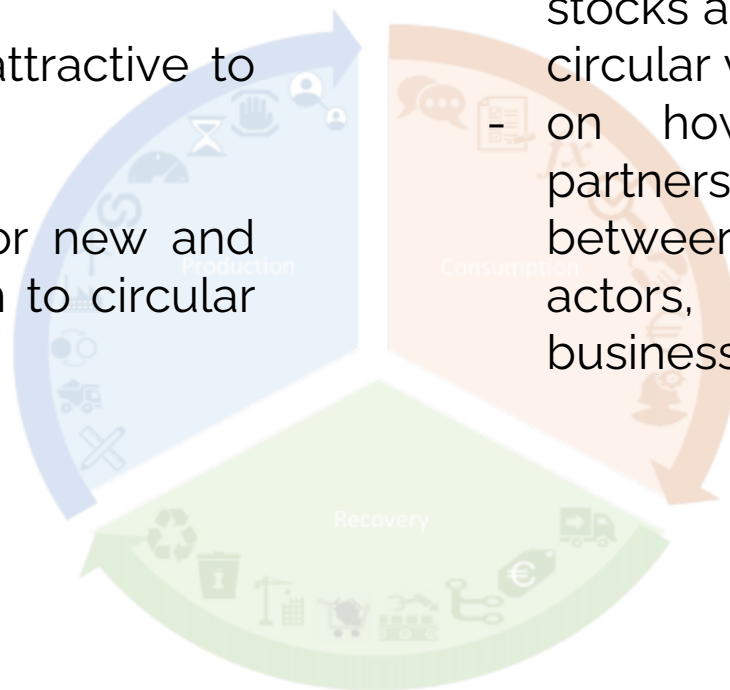 attractive to
or new and
to circular
stocks a
circular
- on how
partners
between
actors,
business
Production
Consumption
Recovery